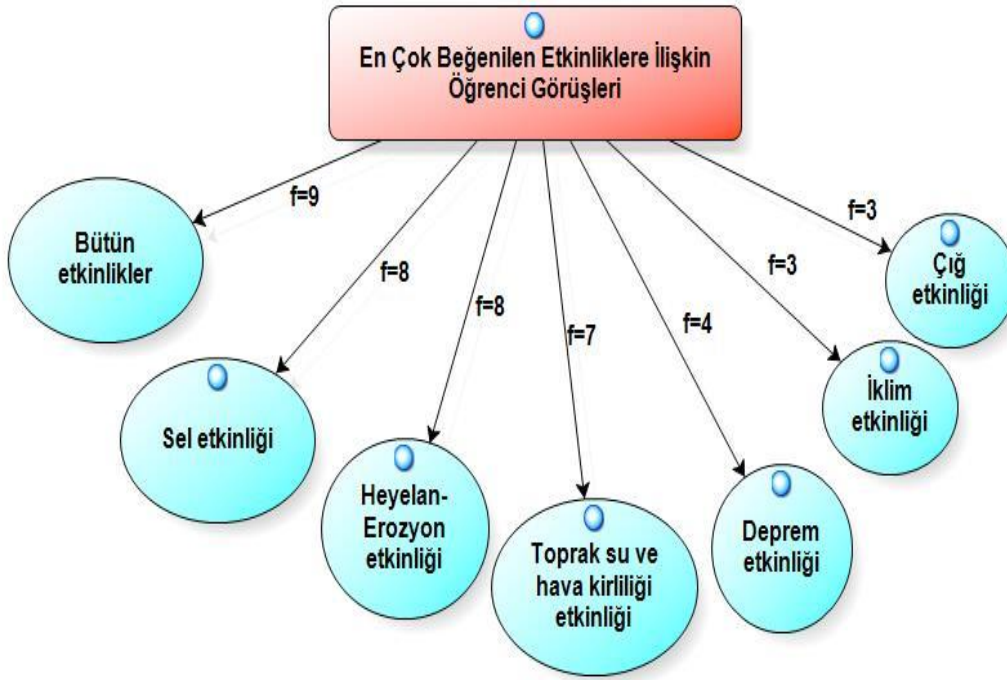 En Çok Beğenilen Etkinliklere İlişkin
Öğrenci Görüşleri
f=9
f=8
f=8
f=7
f=4
f=3
f=3
Bütün
etkinlikler
Sel etkinliği
Heyelan-
Erozyon
etkinliği
Toprak su ve
hava kirliliği
etkinliği
Deprem
etkinliği
İklim
etkinliği
Çığ
etkinliği